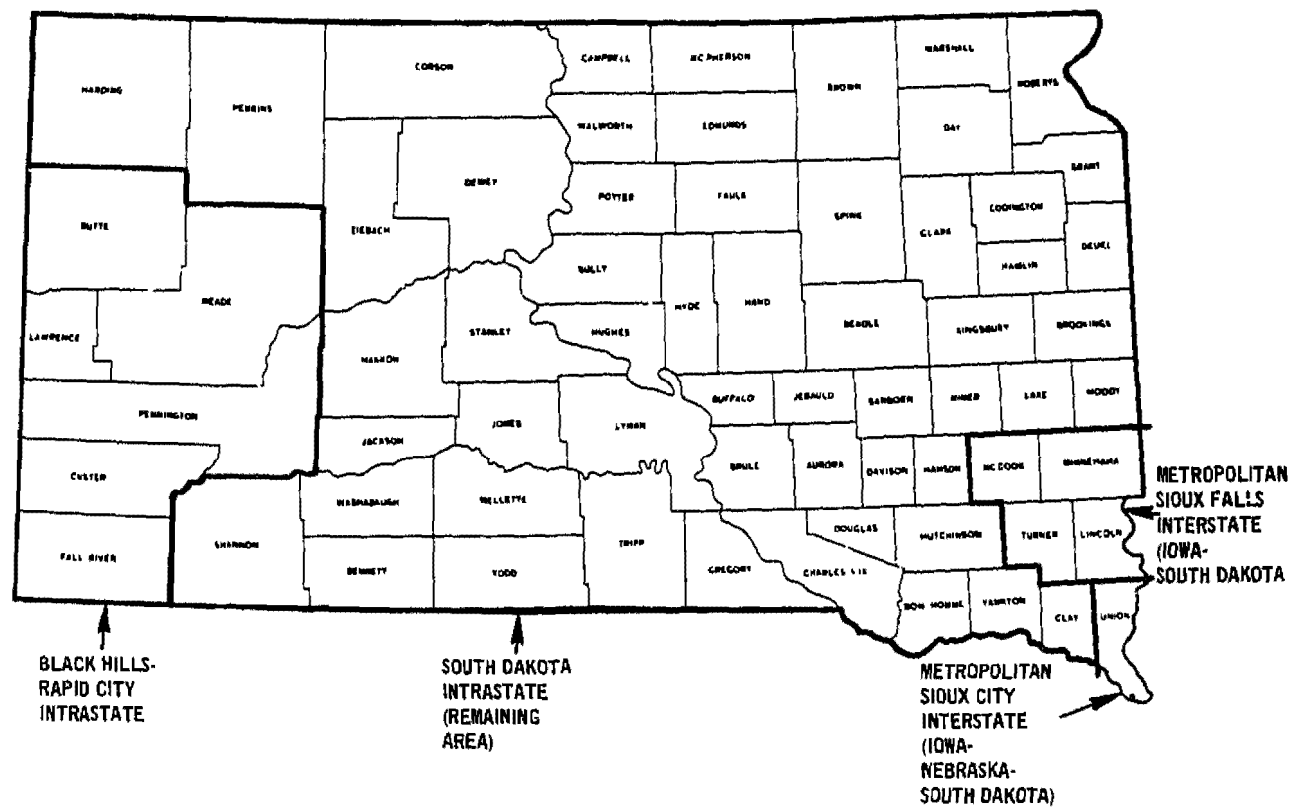 HARDING
PERKINS
CORSON
CAMPBELL
MC PHERSON
BROWN
MARSHALL
ROBERTS
WALWORTH
EDMUNDS
DAY
GRANT
DEWEY
POTTER
FAULK
SPINK
CODINGTON
CLARK
DEUEL
HAMLIN
BUTTE
ZIEBACH
SULLY
HYDE
HAND
MEADE
STANLEY
HUGHES
BEADLE
KINGSBURY
BROOKINGS
LAWRENCE
HAAKON
PENNINGTON
JACKSON
JONES
LYMAN
BUFFALO
JERAULD
SANBORN
MINER
LAKE
MOODY
CUSTER
BRULE
AURORA
DAVISON
HANSON
MC COOK
MINNEHAHA
WASHABAUGH
MELLETTE
FALL RIVER
SHANNON
BENNETT
TODD
TRIPP
GREGORY
CHARLES MIX
DOUGLAS
HUTCHINSON
TURNER
LINCOLN
BON HOMME
YANKTON
CLAY
UNION
METROPOLITAN
SIOUX FALLS
INTERSTATE
(IOWA-
SOUTH DAKOTA
BLACK HILLS-
RAPID CITY
INTRASTATE
SOUTH DAKOTA
INTRASTATE
(REMAINING
AREA)
METROPOLITAN
SIOUX CITY
INTERSTATE
(IOWA-
NEBRASKA-
SOUTH DAKOTA)